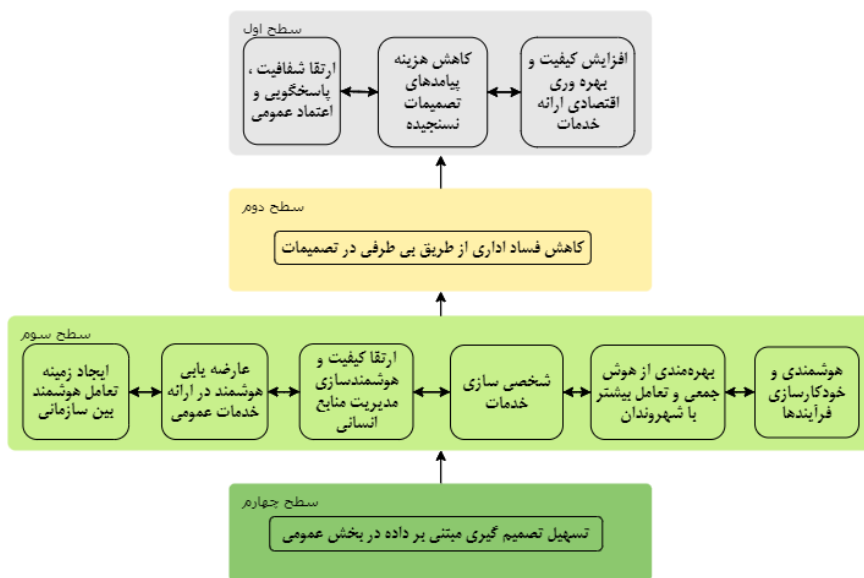 سطح اول
افزایش کیفیت و
بهره وری
اقتصادی ارائه
خدمات
کاهش هزینه
پیامدهای
تصمیمات
نسنجیده
ارتقا شفافیت ،
پاسخگویی و
اعتماد عمومی
سطح دوم
کاهش فساد اداری از طریق بی طرفی در تصمیمات
سطح سوم
هوشمندی و
خودکارسازی
فرآیندها
بهره‌مندی از هوش
جمعی و تعامل بیشتر
با شهروندان
شخصی سازی
خدمات
ارتقا کیفیت و
هوشمندسازی
مدیریت منابع
انسانی
عارضه یابی
هوشمند در ارائه
خدمات عمومی
ایجاد زمینه
تعامل هوشمند
بین سازمانی
سطح چهارم
تسهیل تصمیم گیری مبتنی بر داده در بخش عمومی